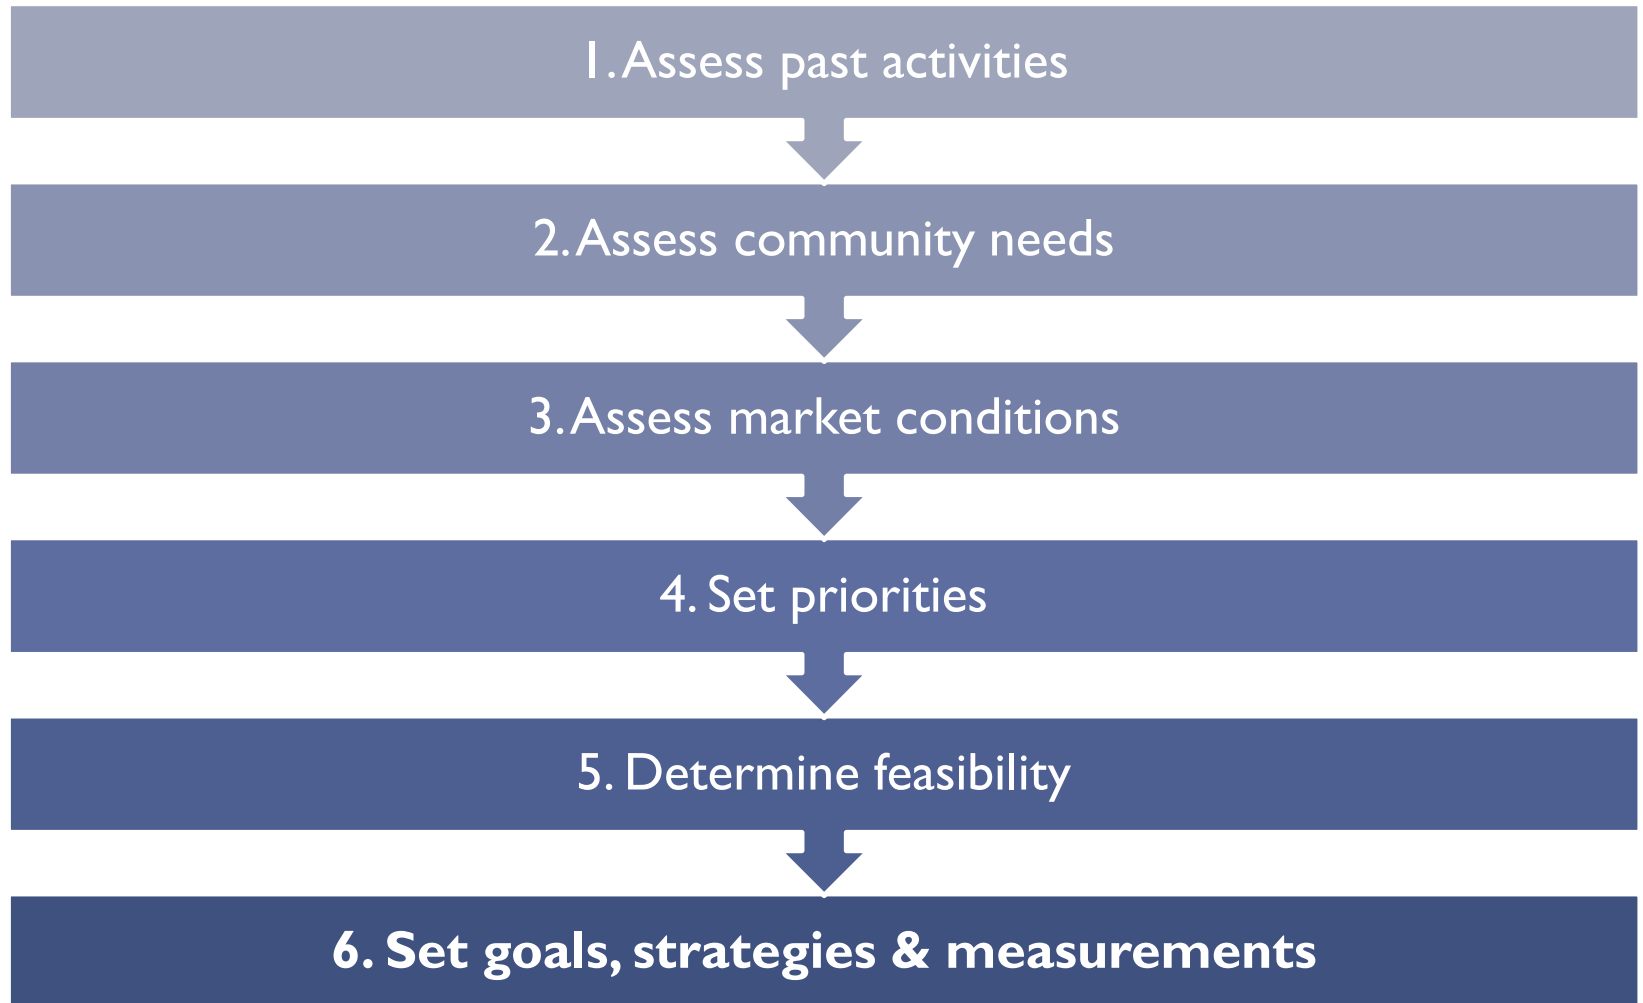 1. Assess past activities
2. Assess community needs
3. Assess market conditions
4. Set priorities
5. Determine feasibility
6. Set goals, strategies & measurements